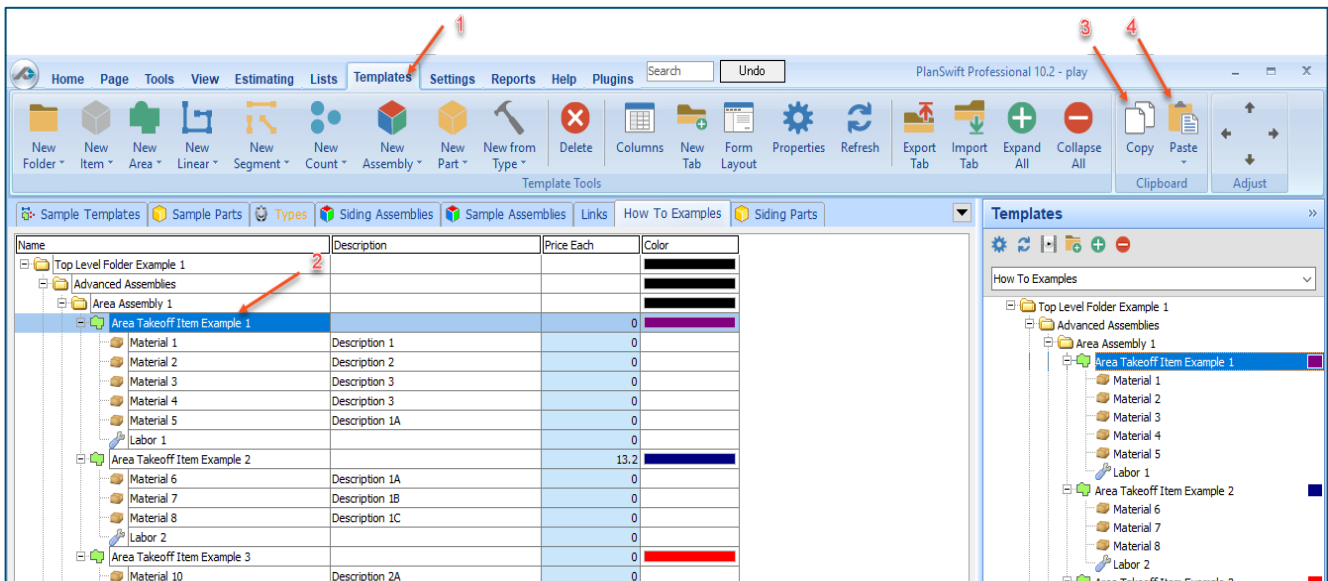 1
3
4
Home Page Tools View Estimating Lists Templates Settings Reports Help Plugins Search Undo PlanSwift Professional 10.2 - play
New Folder
New Item
New Area
New Linear
New Segment
New Count
New Assembly
New Part
New from Type
Delete
Columns
New Tab
Form Layout
Properties
Refresh
Export Tab
Import Tab
Expand All
Collapse All
Copy
Paste
Template Tools
Clipboard
Adjust
Sample Templates Sample Parts Types Siding Assemblies Sample Assemblies Links How To Examples Siding Parts
Name Description Price Each Color
Top Level Folder Example 1
2
Advanced Assemblies
Area Assembly 1
Area Takeoff Item Example 1 0
Material 1 Description 1 0
Material 2 Description 2 0
Material 3 Description 3 0
Material 4 Description 3 0
Material 5 Description 1A 0
Labor 1 0
Area Takeoff Item Example 2 13.2
Material 6 Description 1A 0
Material 7 Description 1B 0
Material 8 Description 1C 0
Labor 2 0
Area Takeoff Item Example 3 0
Material 10 Description 2A 0
Templates
How To Examples
Top Level Folder Example 1
Advanced Assemblies
Area Assembly 1
Area Takeoff Item Example 1
Material 1
Material 2
Material 3
Material 4
Material 5
Labor 1
Area Takeoff Item Example 2
Material 6
Material 7
Material 8
Labor 2